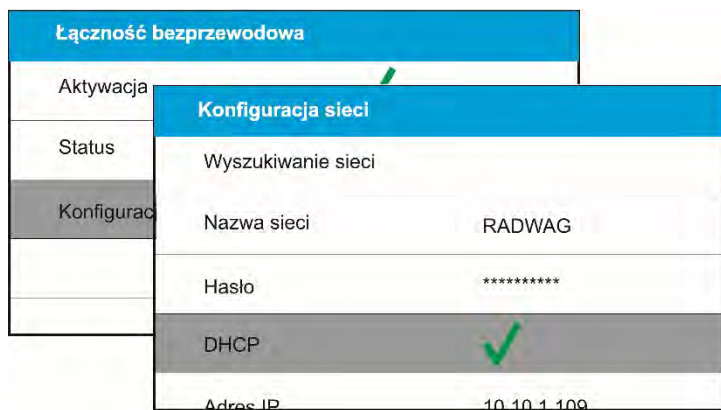 Łączność bezprzewodowa
Aktywacja
Status
Konfigurac
Konfiguracja sieci
Wyszukiwanie sieci
Nazwa sieci RADWAG
Hasło **********
DHCP
Adres IP 10.10.1.109